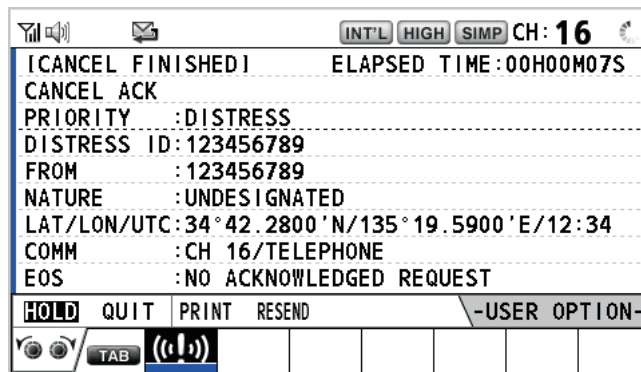 INT'L HIGH SIMP CH: 16
[CANCEL FINISHED] ELAPSED TIME:00H00M07S
CANCEL ACK
PRIORITY :DISTRESS
DISTRESS ID:123456789
FROM :123456789
NATURE :UNDESIGNATED
LAT/LON/UTC:34°42.2800'N/135°19.5900'E/12:34
COMM :CH 16/TELEPHONE
EOS :NO ACKNOWLEDGED REQUEST
HOLD QUIT PRINT RESEND -USER OPTION-
TAB